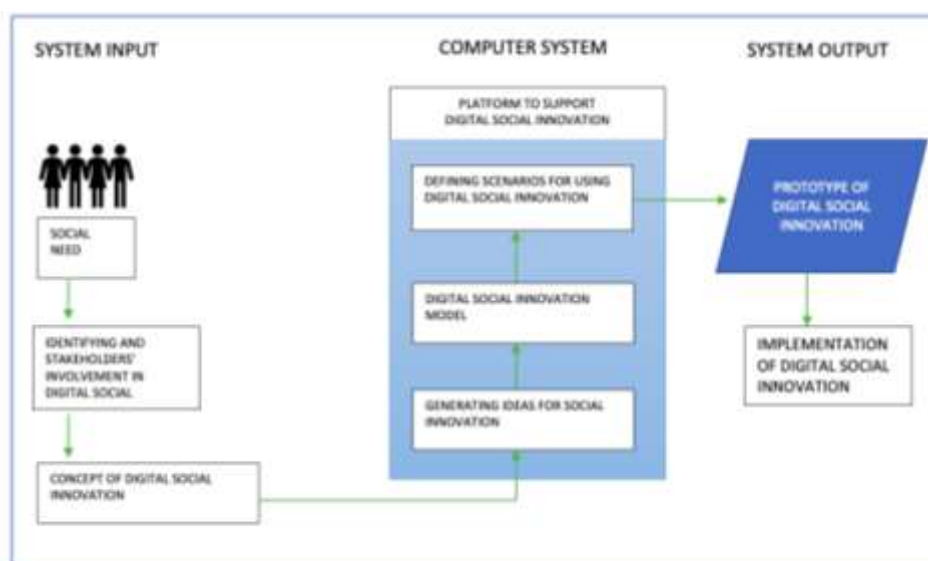 SYSTEM INPUT
COMPUTER SYSTEM
SYSTEM OUTPUT
PLATFORM TO SUPPORT
DIGITAL SOCIAL INNOVATION
SOCIAL
NEED
IDENTIFYING AND
STAKEHOLDERS'
INVOLVEMENT IN
DIGITAL SOCIAL
CONCEPT OF DIGITAL SOCIAL
INNOVATION
DEFINING SCENARIOS FOR USING
DIGITAL SOCIAL INNOVATION
DIGITAL SOCIAL INNOVATION
MODEL
GENERATING IDEAS FOR SOCIAL
INNOVATION
PROTOTYPE OF
DIGITAL SOCIAL
INNOVATION
IMPLEMENTATION
OF DIGITAL SOCIAL
INNOVATION